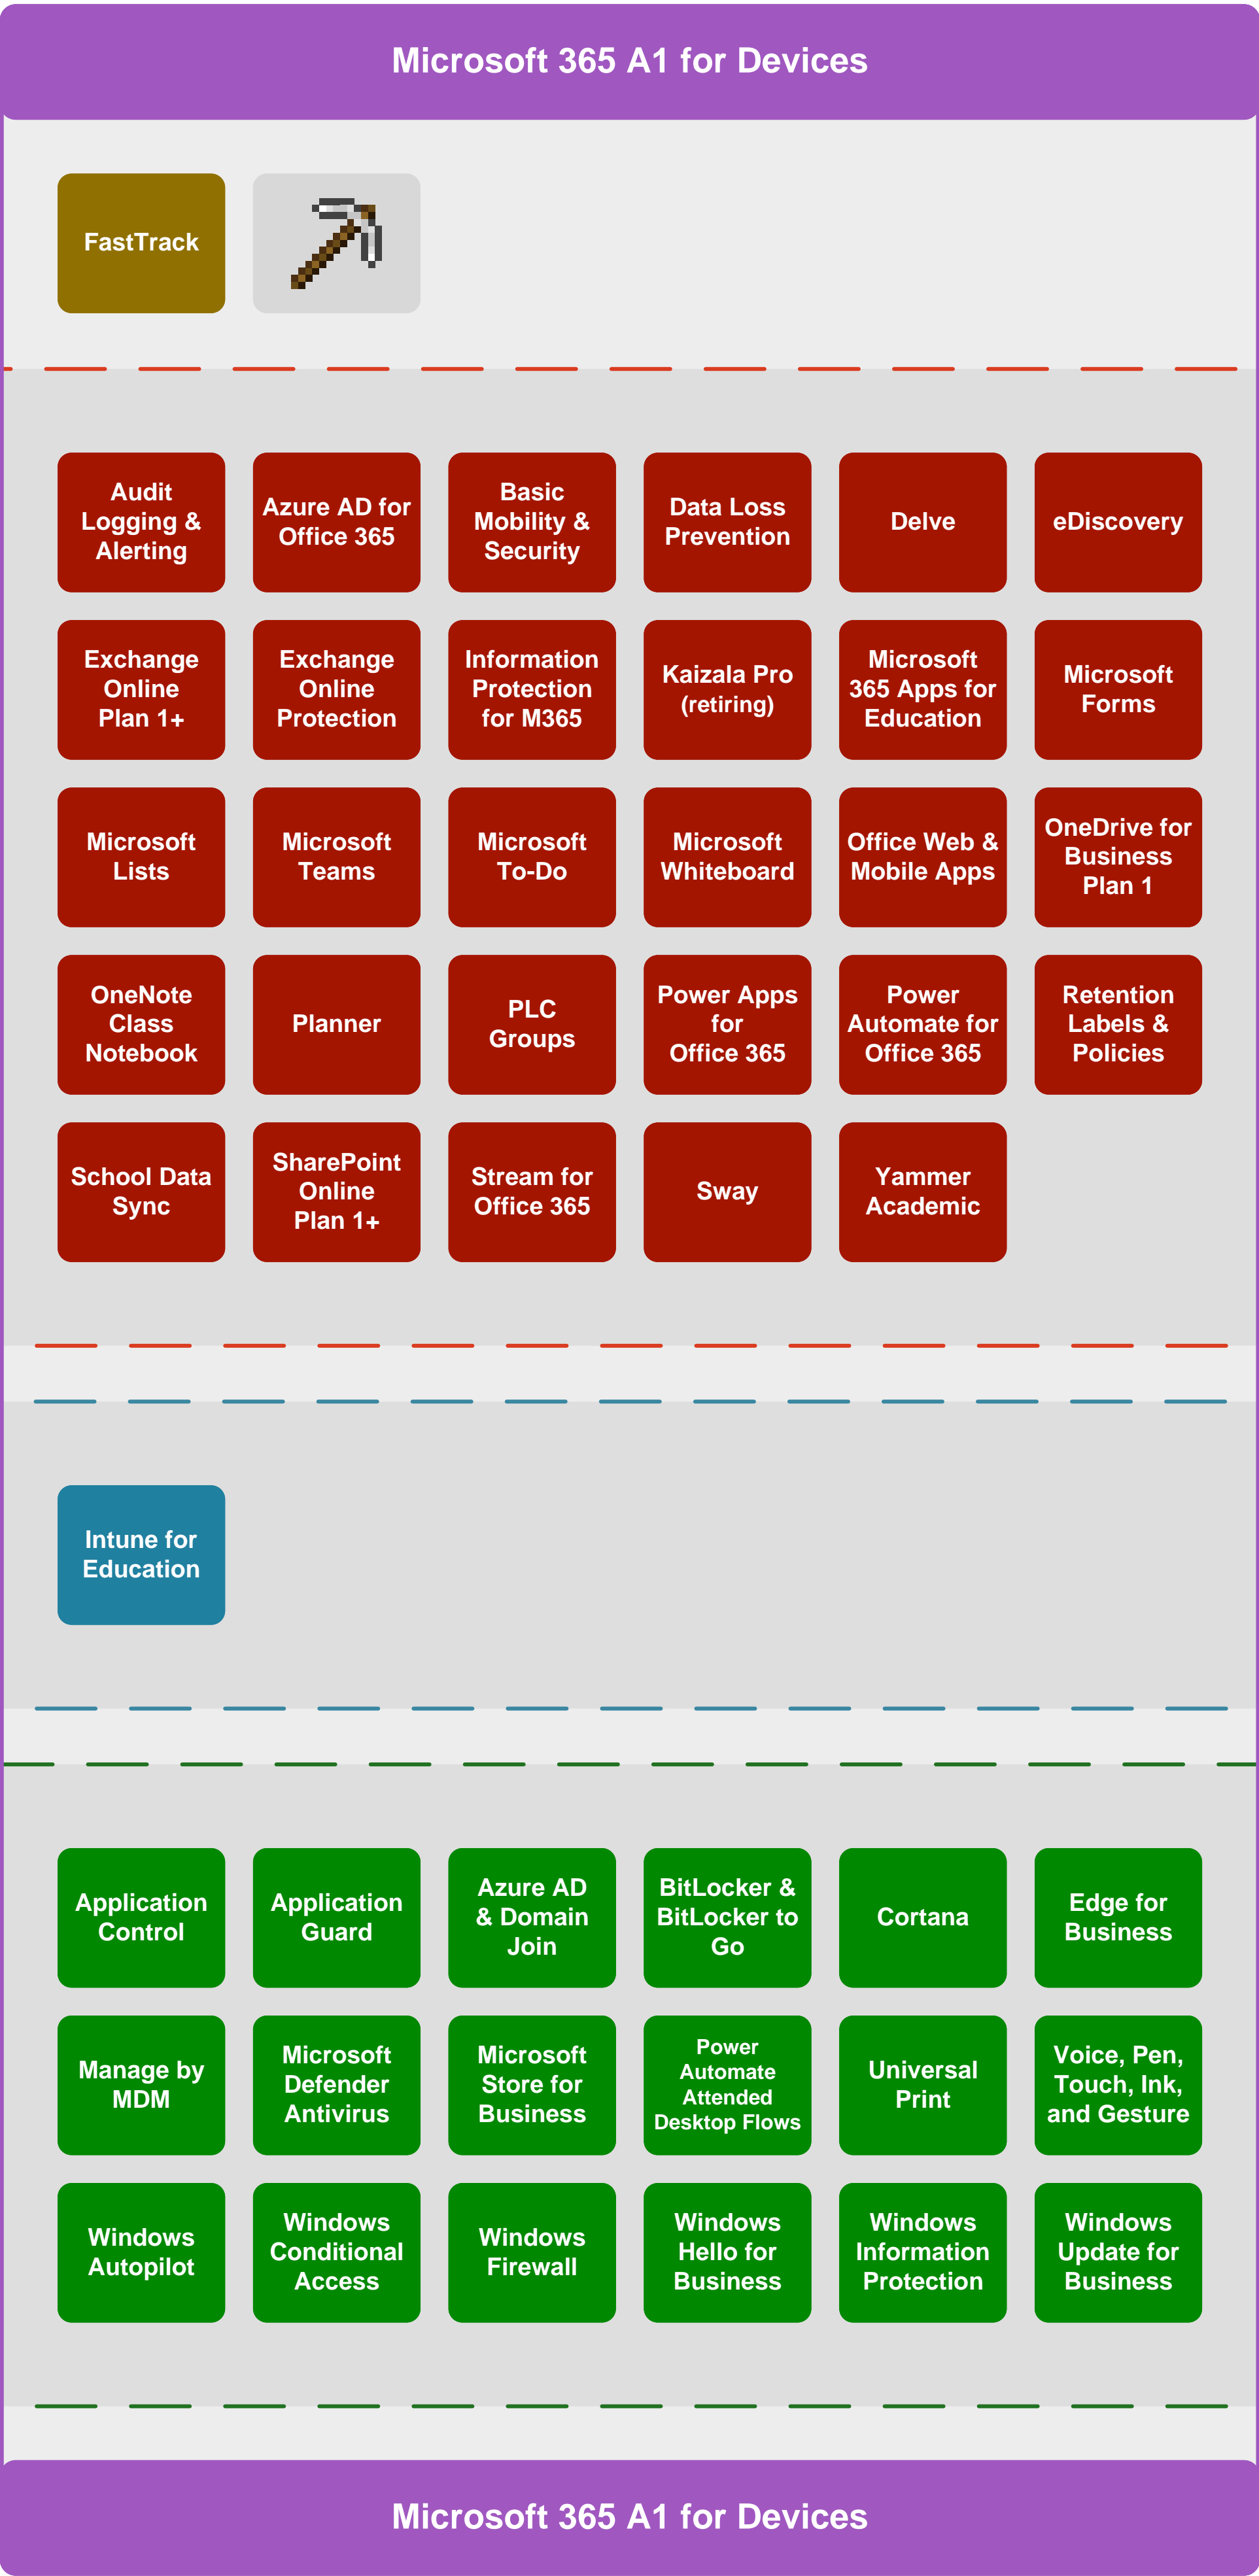 Microsoft 365 A1 for Devices
FastTrack
Audit
Logging &
Alerting
Azure AD for
Office 365
Basic
Mobility &
Security
Data Loss
Prevention
Delve
eDiscovery
Exchange
Online
Plan 1+
Exchange
Online
Protection
Information
Protection
for M365
Kaizala Pro
(retiring)
Microsoft
365 Apps for
Education
Microsoft
Forms
Microsoft
Lists
Microsoft
Teams
Microsoft
To-Do
Microsoft
Whiteboard
Office Web &
Mobile Apps
OneDrive for
Business
Plan 1
OneNote
Class
Notebook
Planner
PLC
Groups
Power Apps
for
Office 365
Power
Automate for
Office 365
Retention
Labels &
Policies
School Data
Sync
SharePoint
Online
Plan 1+
Stream for
Office 365
Sway
Yammer
Academic
Intune for
Education
Application
Control
Application
Guard
Azure AD
& Domain
Join
BitLocker &
BitLocker to
Go
Cortana
Edge for
Business
Manage by
MDM
Microsoft
Defender
Antivirus
Microsoft
Store for
Business
Power
Automate
Attended
Desktop Flows
Universal
Print
Voice, Pen,
Touch, Ink,
and Gesture
Windows
Autopilot
Windows
Conditional
Access
Windows
Firewall
Windows
Hello for
Business
Windows
Information
Protection
Windows
Update for
Business
Microsoft 365 A1 for Devices